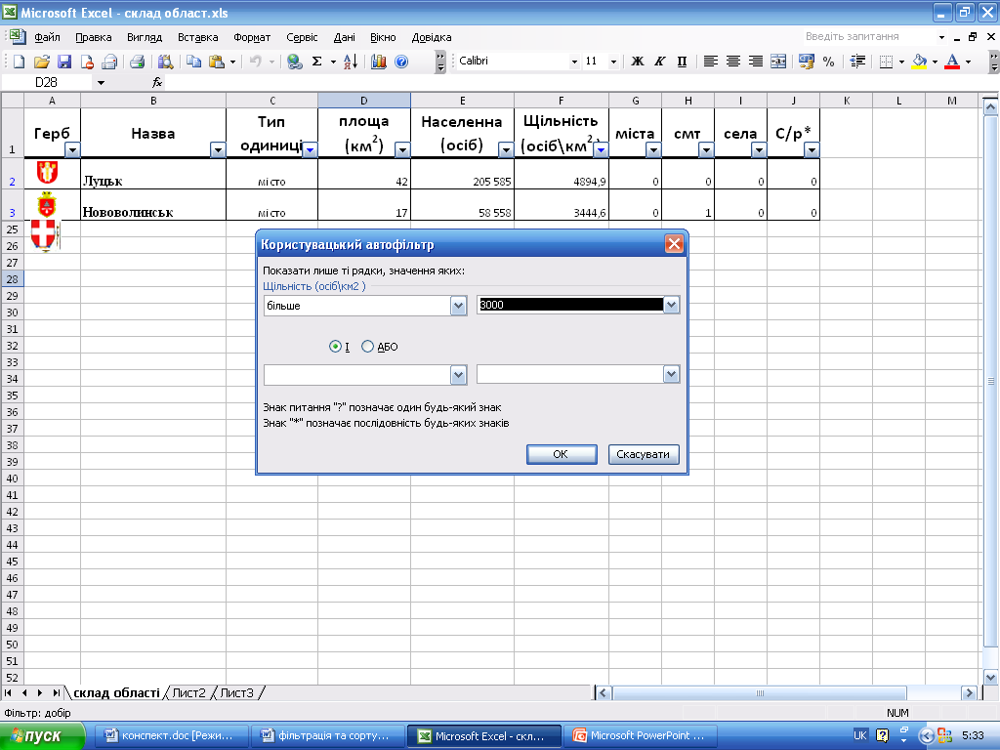 Microsoft Excel - склад област.xls
Файл Правка Вигляд Вставка Формат Сервіс Дані Вікно Довідка Введіть запитання
Calibri 11 Ж К П %
D28 fx
A B C D E F G H I J K L M
1 Герб Назва Тип одиниці площа (км2) Населенна (осіб) Щільність (осіб\км2 міста смт села С/р*
2 Луцьк місто 42 205 585 4894,9 0 0 0 0
3 Нововолинськ місто 17 58 558 3444,6 0 1 0 0
25
26
27
28
29
30
31
32
33
34
35
36
37
38
39
40
41
42
43
44
45
46
47
48
49
50
51
52
Користувацький автофільтр
Показати лише ті рядки, значення яких:
Щільність (осіб\км2 )
більше 3000
І АБО
Знак питання "?" позначає один будь-який знак
Знак "*" позначає послідовність будь-яких знаків
ОК Скасувати
склад області Лист2 Лист3
Фільтр: добір NUM
пуск конспект.doc [Режи... фільтрація та сорту... Microsoft Excel - скл... Microsoft PowerPoint ... UK 5:33